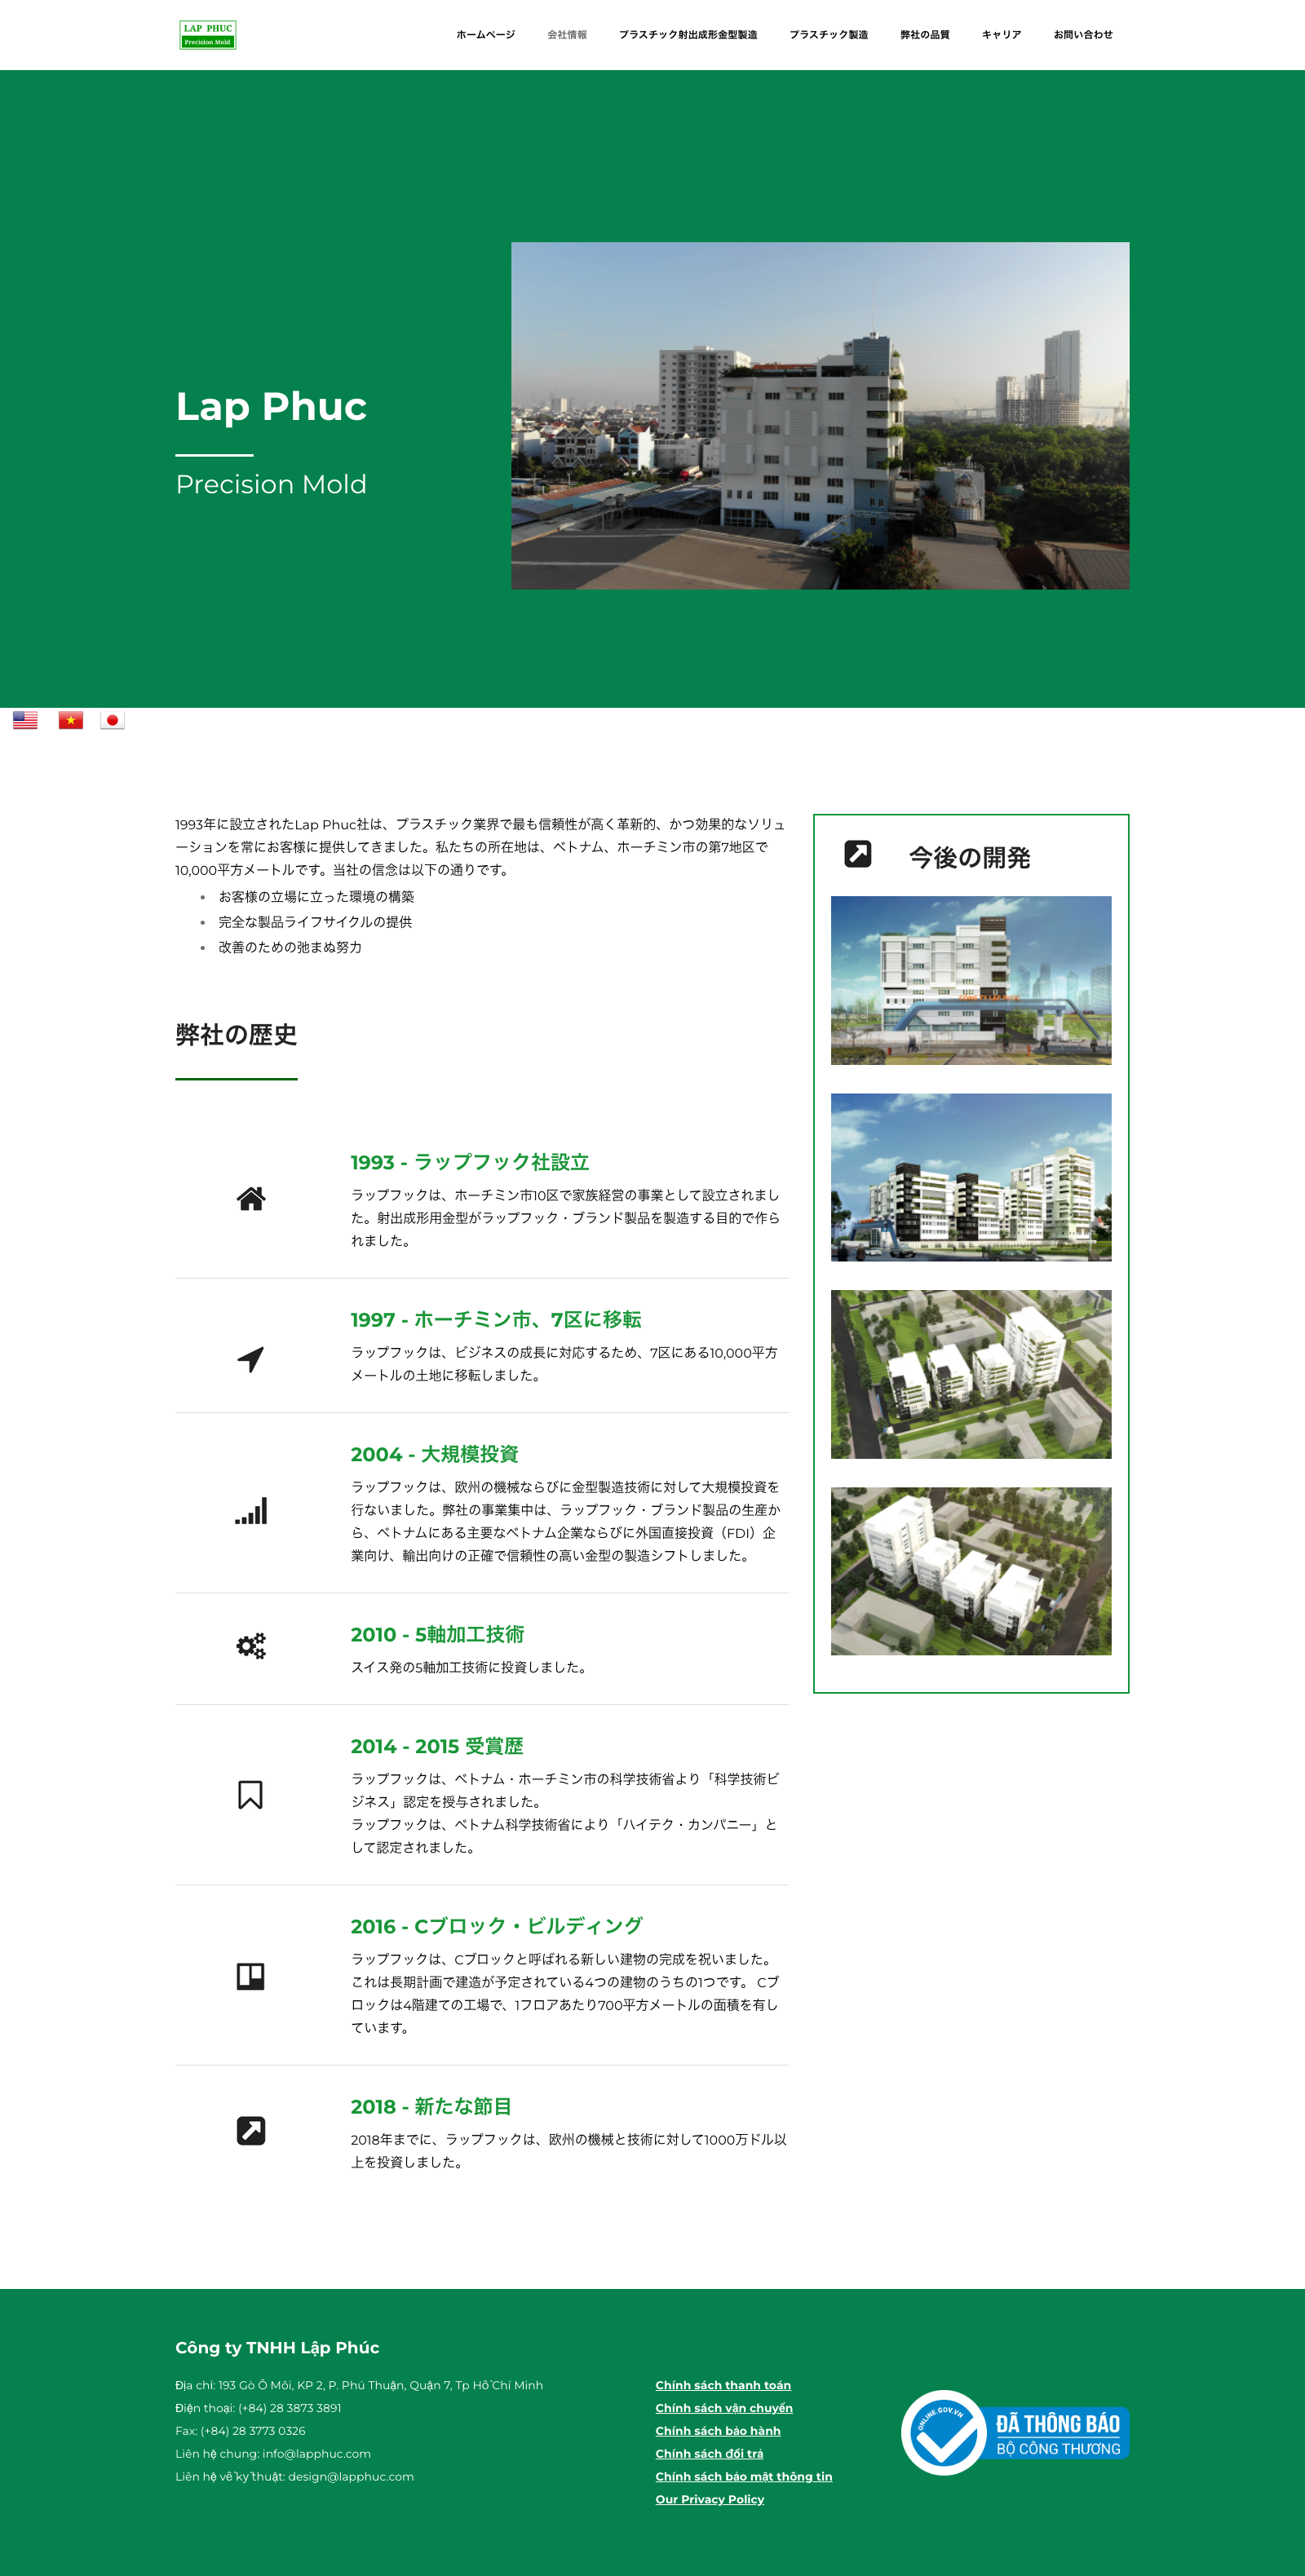 LAP PHUC
Precision Mold
ホームページ
会社情報
プラスチック射出成形金型製造
プラスチック製造
弊社の品質
キャリア
お問い合わせ
Lap Phuc
Precision Mold
1993年に設立されたLap Phuc社は、プラスチック業界で最も信頼性が高く革新的、かつ効果的なソリュ
ーションを常にお客様に提供してきました。私たちの所在地は、ベトナム、ホーチミン市の第7地区で
10,000平方メートルです。当社の信念は以下の通りです。
お客様の立場に立った環境の構築
完全な製品ライフサイクルの提供
改善のための弛まぬ努力
弊社の歴史
1993 - ラップフック社設立
ラップフックは、ホーチミン市10区で家族経営の事業として設立されまし
た。射出成形用金型がラップフック・ブランド製品を製造する目的で作ら
れました。
1997 - ホーチミン市、7区に移転
ラップフックは、ビジネスの成長に対応するため、7区にある10,000平方
メートルの土地に移転しました。
2004 - 大規模投資
ラップフックは、欧州の機械ならびに金型製造技術に対して大規模投資を
行ないました。弊社の事業集中は、ラップフック・ブランド製品の生産か
ら、ベトナムにある主要なベトナム企業ならびに外国直接投資（FDI）企
業向け、輸出向けの正確で信頼性の高い金型の製造シフトしました。
2010 - 5軸加工技術
スイス発の5軸加工技術に投資しました。
2014 - 2015 受賞歴
ラップフックは、ベトナム・ホーチミン市の科学技術省より「科学技術ビ
ジネス」認定を授与されました。
ラップフックは、ベトナム科学技術省により「ハイテク・カンパニー」と
して認定されました。
2016 - Cブロック・ビルディング
ラップフックは、Cブロックと呼ばれる新しい建物の完成を祝いました。
これは長期計画で建造が予定されている4つの建物のうちの1つです。 Cブ
ロックは4階建ての工場で、1フロアあたり700平方メートルの面積を有し
ています。
2018 - 新たな節目
2018年までに、ラップフックは、欧州の機械と技術に対して1000万ドル以
上を投資しました。
今後の開発
Công ty TNHH Lập Phúc
Địa chỉ: 193 Gò Ô Môi, KP 2, P. Phú Thuận, Quận 7, Tp Hồ Chí Minh
Điện thoại: (+84) 28 3873 3891
Fax: (+84) 28 3773 0326
Liên hệ chung: info@lapphuc.com
Liên hệ về kỹ thuật: design@lapphuc.com
Chính sách thanh toán
Chính sách vận chuyển
Chính sách bảo hành
Chính sách đổi trả
Chính sách bảo mật thông tin
Our Privacy Policy
ONLINE.GOV.VN
ĐÃ THÔNG BÁO
BỘ CÔNG THƯƠNG